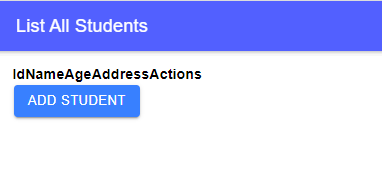 List All Students
IdNameAgeAddressActions
ADD STUDENT